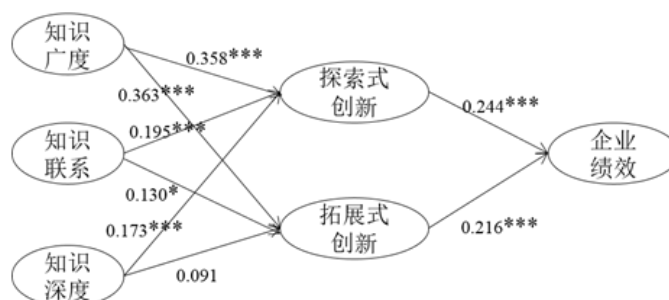 知识
广度
0.358***
0.363***
探索式
创新
0.244***
知识
联系
0.195***
0.130*
企业
绩效
拓展式
创新
0.216***
0.173***
知识
深度
0.091